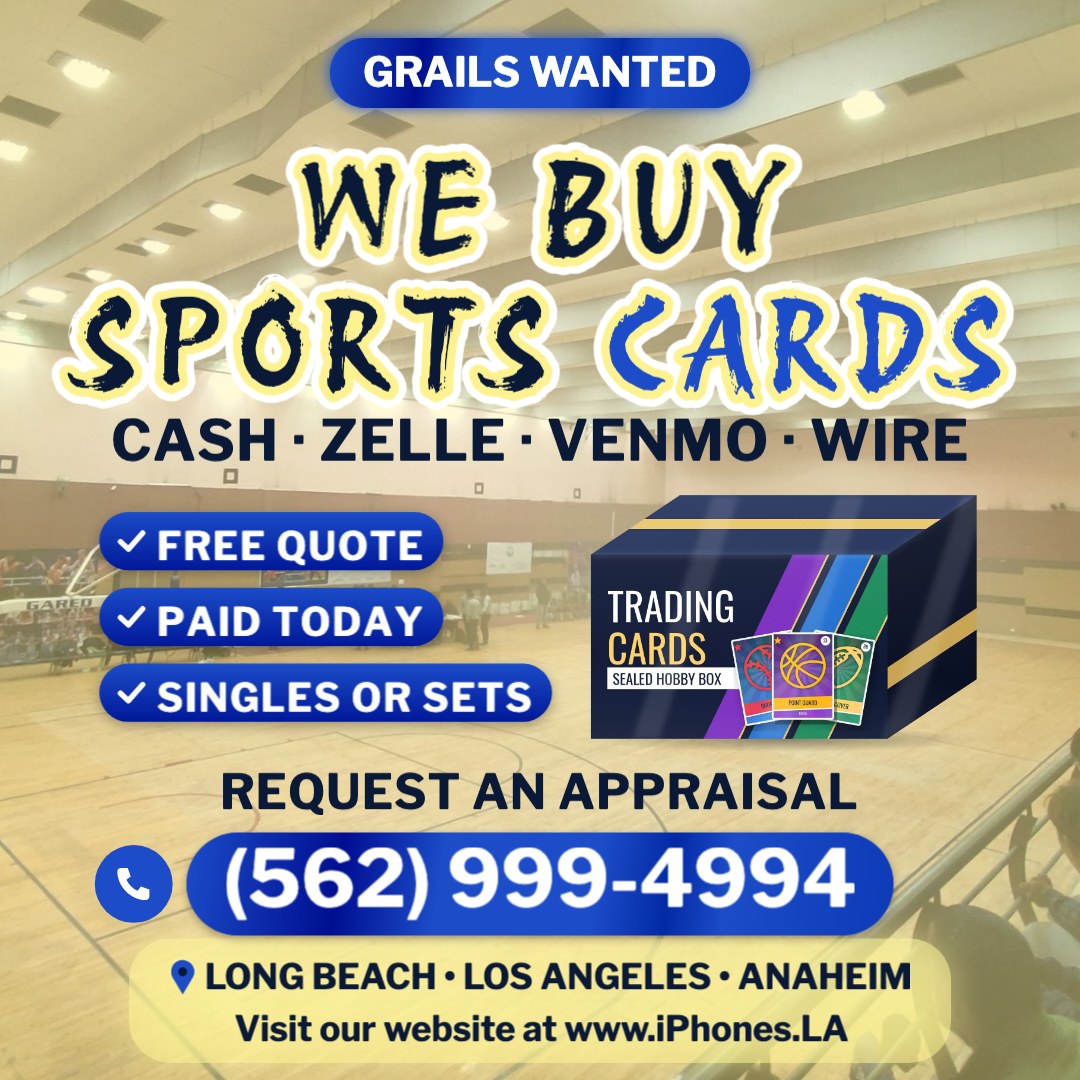 GRAILS WANTED
WE BUY
SPORTS CARDS
CASH · ZELLE · VENMO · WIRE
FREE QUOTE
PAID TODAY
SINGLES OR SETS
TRADING
CARDS
SEALED HOBBY BOX
POINT GUARD
GARED
REQUEST AN APPRAISAL
(562) 999-4994
LONG BEACH • LOS ANGELES • ANAHEIM
Visit our website at www.iPhones.LA